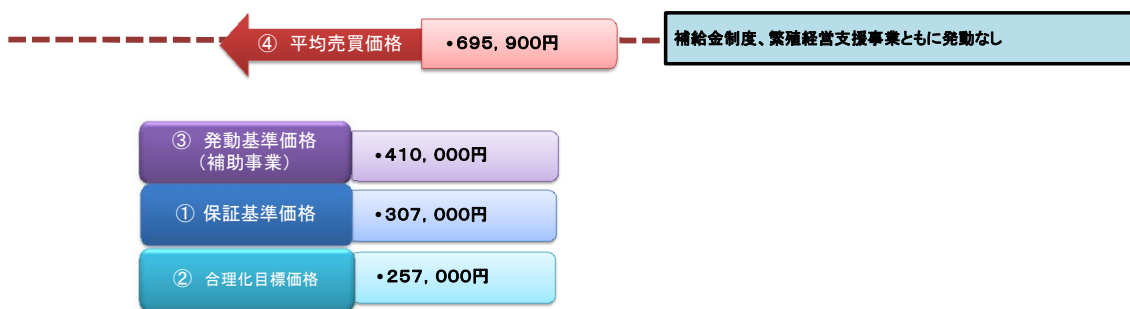 ④ 平均売買価格
•695, 900円
補給金制度、繁殖経営支援事業ともに発動なし
③ 発動基準価格
（補助事業）
•410, 000円
① 保証基準価格
•307, 000円
② 合理化目標価格
•257, 000円